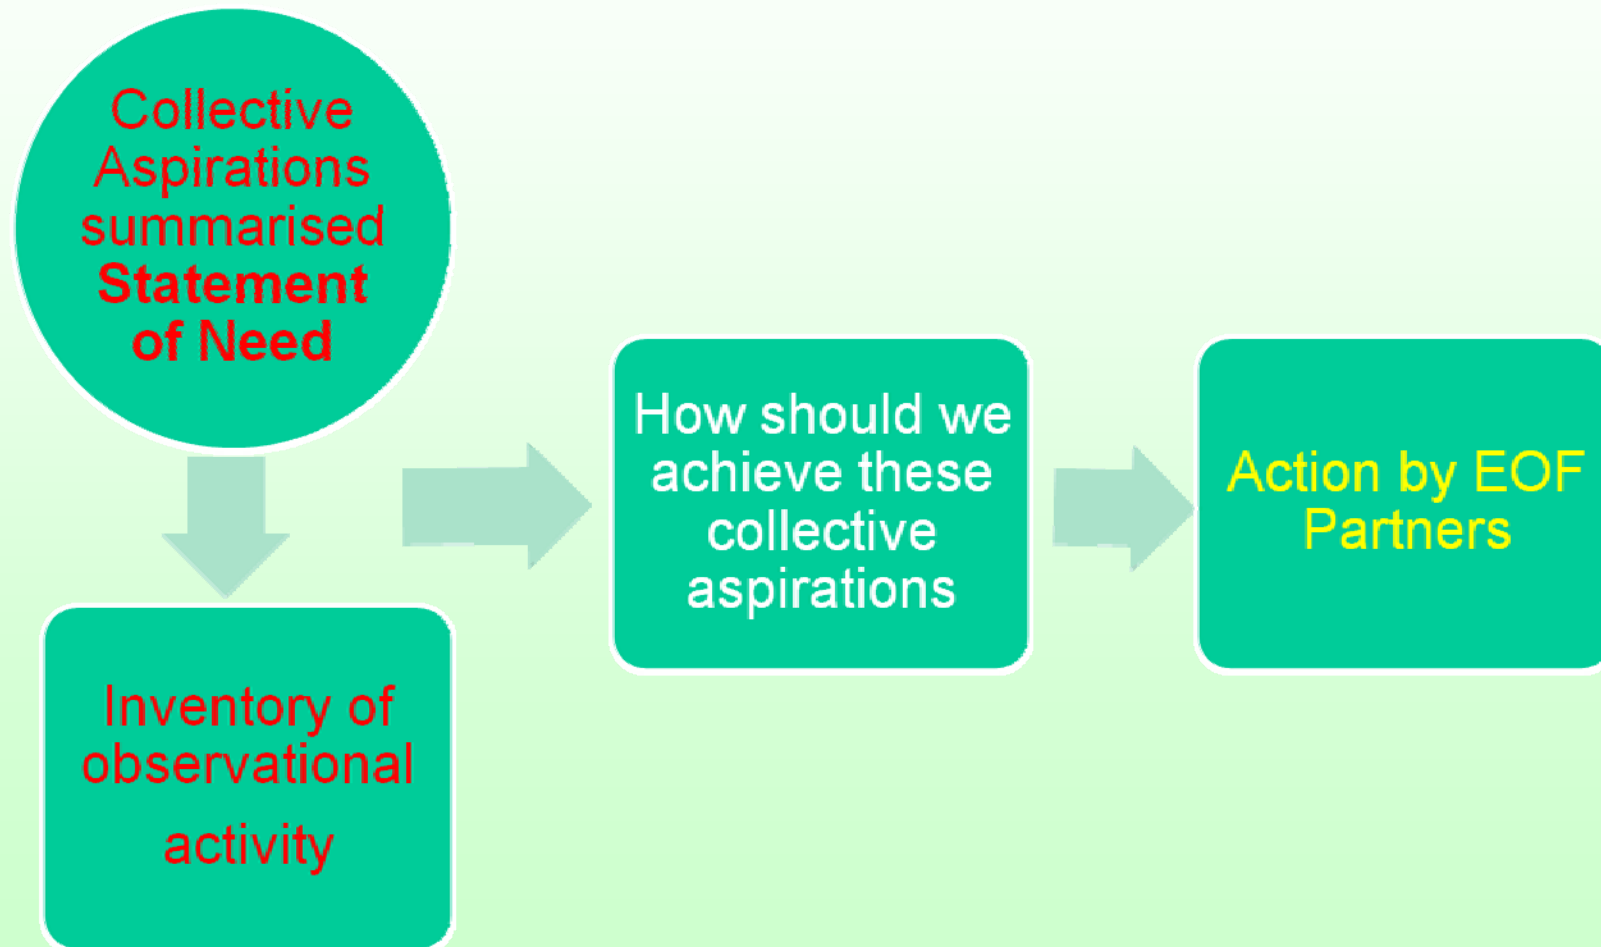 Collective
Aspirations
summarised
Statement
of Need
Inventory of
observational
activity
How should we
achieve these
collective
aspirations
Action by EOF
Partners